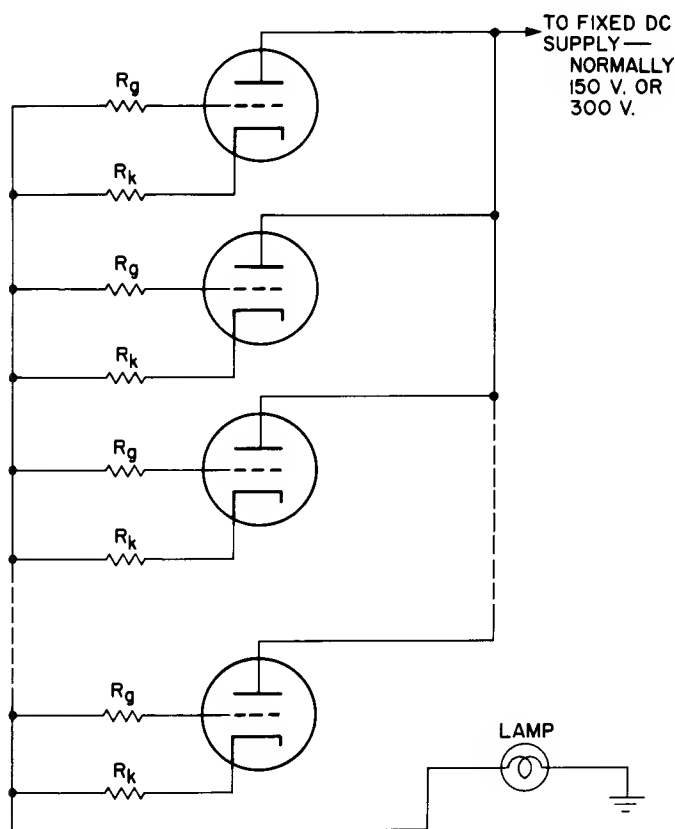 TO FIXED DC
SUPPLY—
NORMALLY
150 V. OR
300 V.
Rg
Rk
Rg
Rk
Rg
Rk
Rg
Rk
LAMP